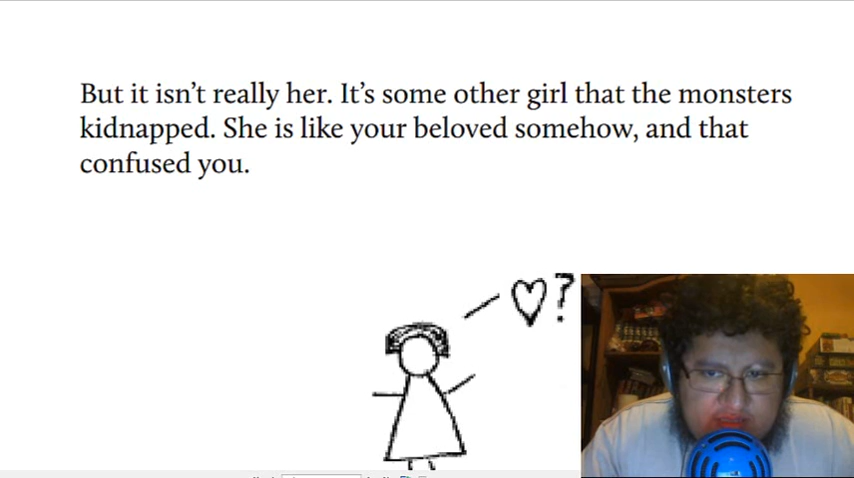 But it isn’t really her. It’s some other girl that the monsters
kidnapped. She is like your beloved somehow, and that
confused you.
♡?